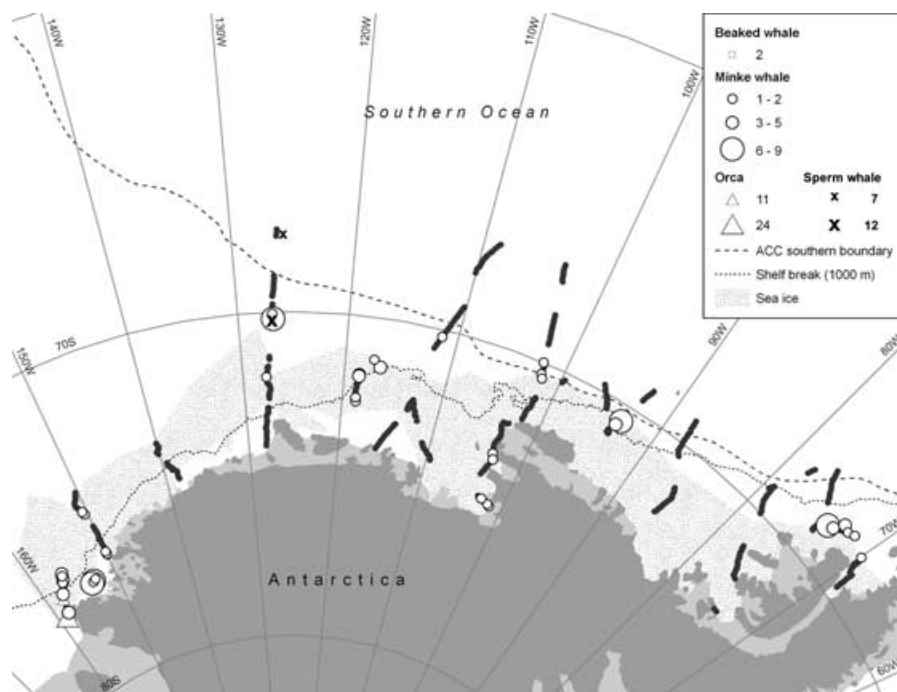 140W
130W
120W
110W
100W
Southern Ocean
70S
150W
90W
80W
160W
Antarctica
70W
80S
60W
Beaked whale
2
Minke whale
1 - 2
3 - 5
6 - 9
Orca Sperm whale
11 x 7
24 x 12
ACC southern boundary
Shelf break (1000 m)
Sea ice
x
x